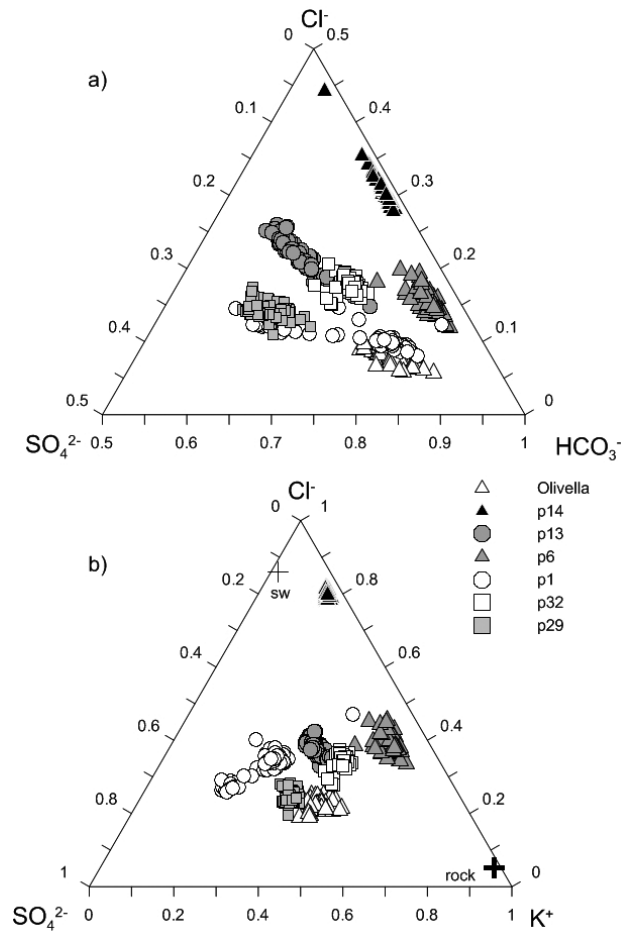 Cl⁻
0 0.5
a)
0.1 0.4
0.2 0.3
0.3 0.2
0.4 0.1
0.5 0
SO₄²⁻ 0.5 0.6 0.7 0.8 0.9 1 HCO₃⁻
Cl⁻
0 1
b)
sw
0.2 0.8
0.4 0.6
0.6 0.4
0.8 0.2
rock
1 0
SO₄²⁻ 0 0.2 0.4 0.6 0.8 1 K⁺
Olivella
p14
p13
p6
p1
p32
p29